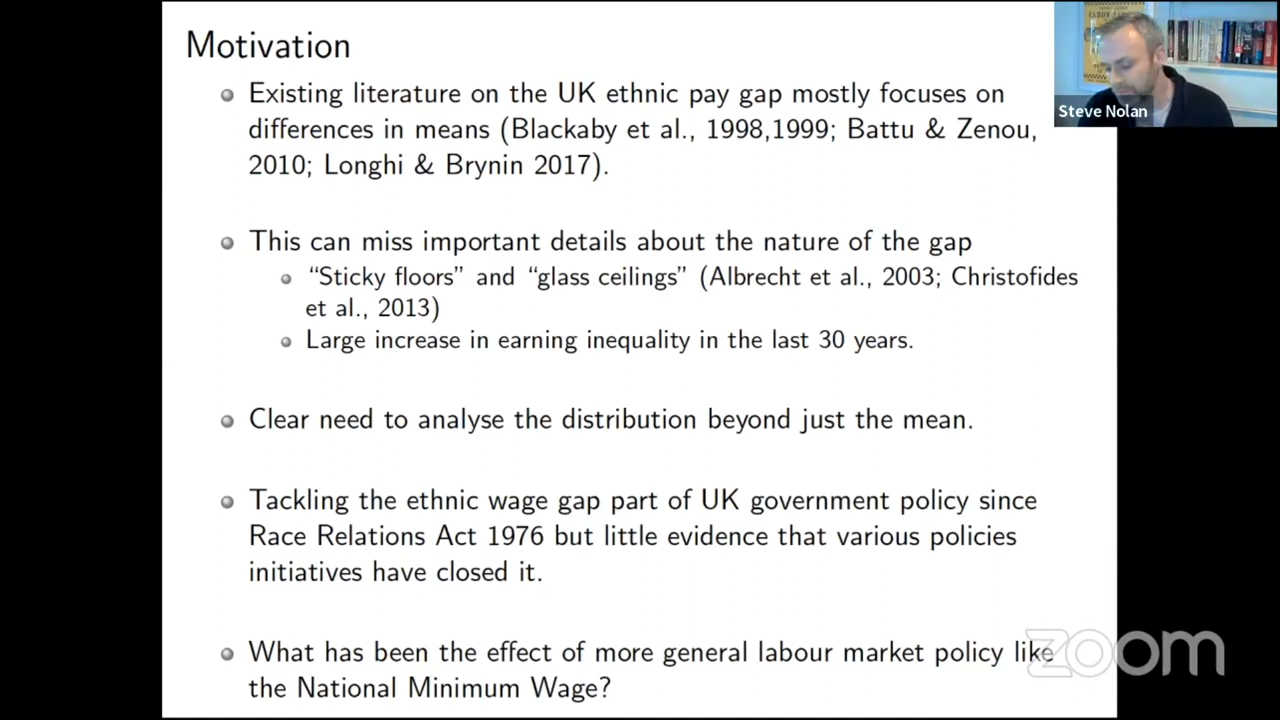 Motivation
Existing literature on the UK ethnic pay gap mostly focuses on
differences in means (Blackaby et al., 1998,1999; Battu & Zenou,
2010; Longhi & Brynin 2017).
This can miss important details about the nature of the gap
“Sticky floors” and “glass ceilings” (Albrecht et al., 2003; Christofides
et al., 2013)
Large increase in earning inequality in the last 30 years.
Clear need to analyse the distribution beyond just the mean.
Tackling the ethnic wage gap part of UK government policy since
Race Relations Act 1976 but little evidence that various policies
initiatives have closed it.
What has been the effect of more general labour market policy like
the National Minimum Wage?
Steve Nolan
zoom